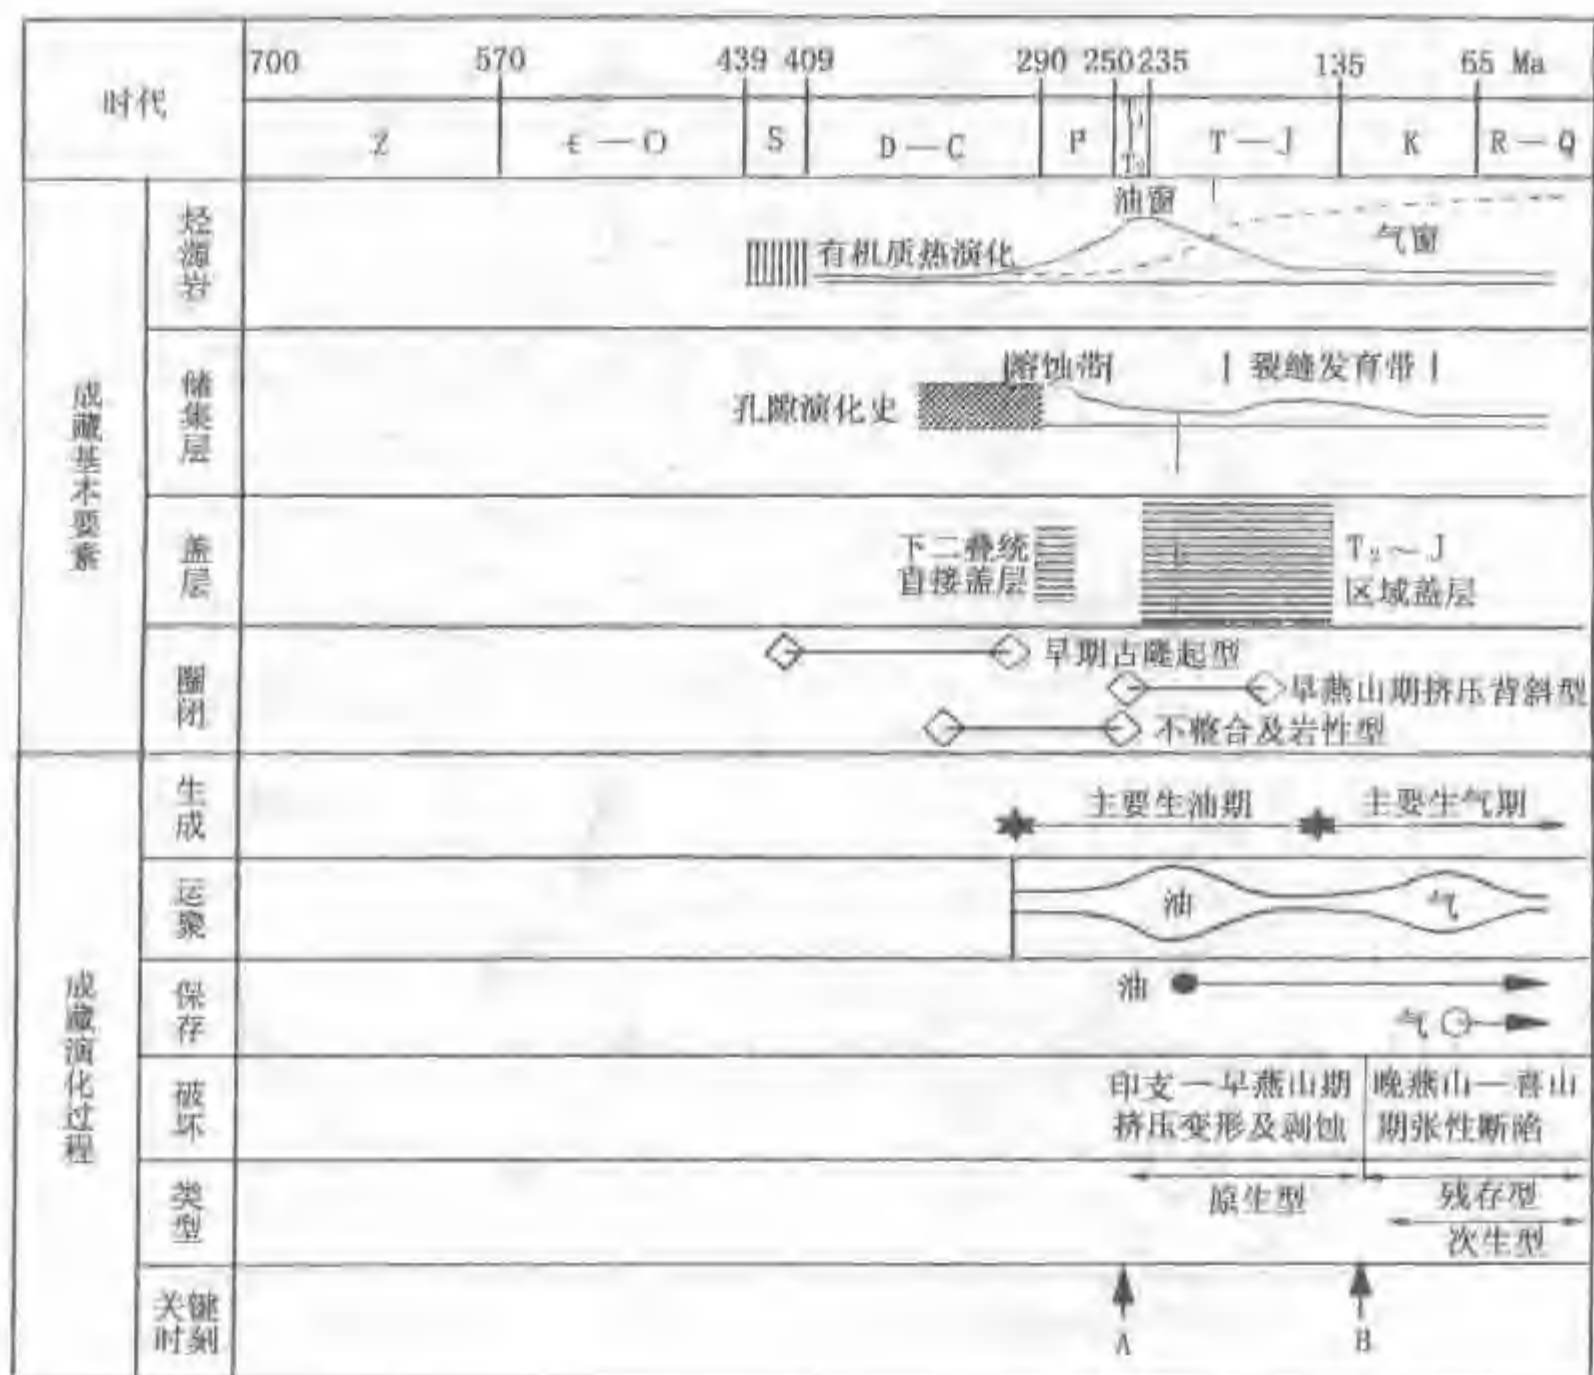 700 570 439 409 290 250 235 135 65 Ma
时代
Z Є—O S D—C P T₂ T—J K R—Q
成藏基本要素
烃源岩
有机质热演化
油窗
气窗
储集层
孔隙演化史
溶蚀带
裂缝发育带
盖层
下二叠统
直接盖层
T₂～J
区域盖层
圈闭
早期古隆起型
早燕山期挤压背斜型
不整合及岩性型
成藏演化过程
生成
主要生油期
主要生气期
运聚
油
气
保存
油
气
破坏
印支—早燕山期
挤压变形及剥蚀
晚燕山—喜山
期张性断陷
类型
原生型
残存型
次生型
关键时刻
A
B